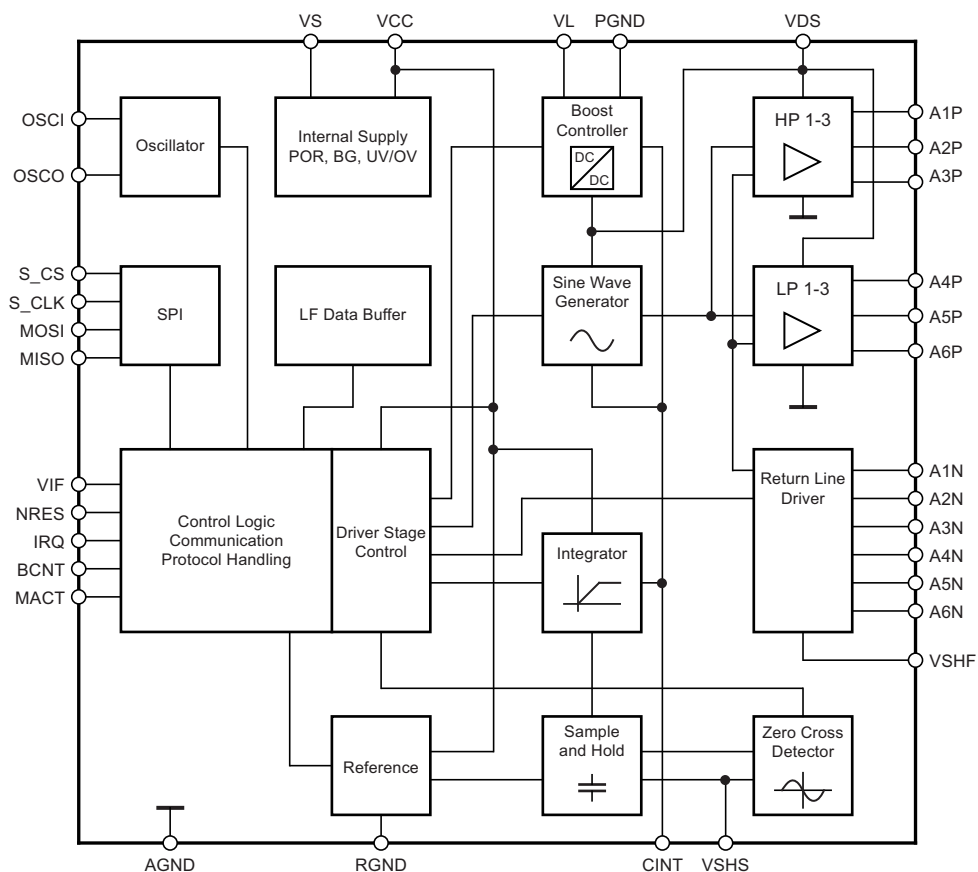 VS
VCC
VL
PGND
VDS
OSCI
OSCO
Oscillator
Internal Supply
POR, BG, UV/OV
Boost
Controller
DC
DC
HP 1-3
A1P
A2P
A3P
S_CS
S_CLK
MOSI
MISO
SPI
LF Data Buffer
Sine Wave
Generator
LP 1-3
A4P
A5P
A6P
VIF
NRES
IRQ
BCNT
MACT
Control Logic
Communication
Protocol Handling
Driver Stage
Control
Integrator
Return Line
Driver
A1N
A2N
A3N
A4N
A5N
A6N
VSHF
Reference
Sample
and Hold
Zero Cross
Detector
AGND
RGND
CINT
VSHS